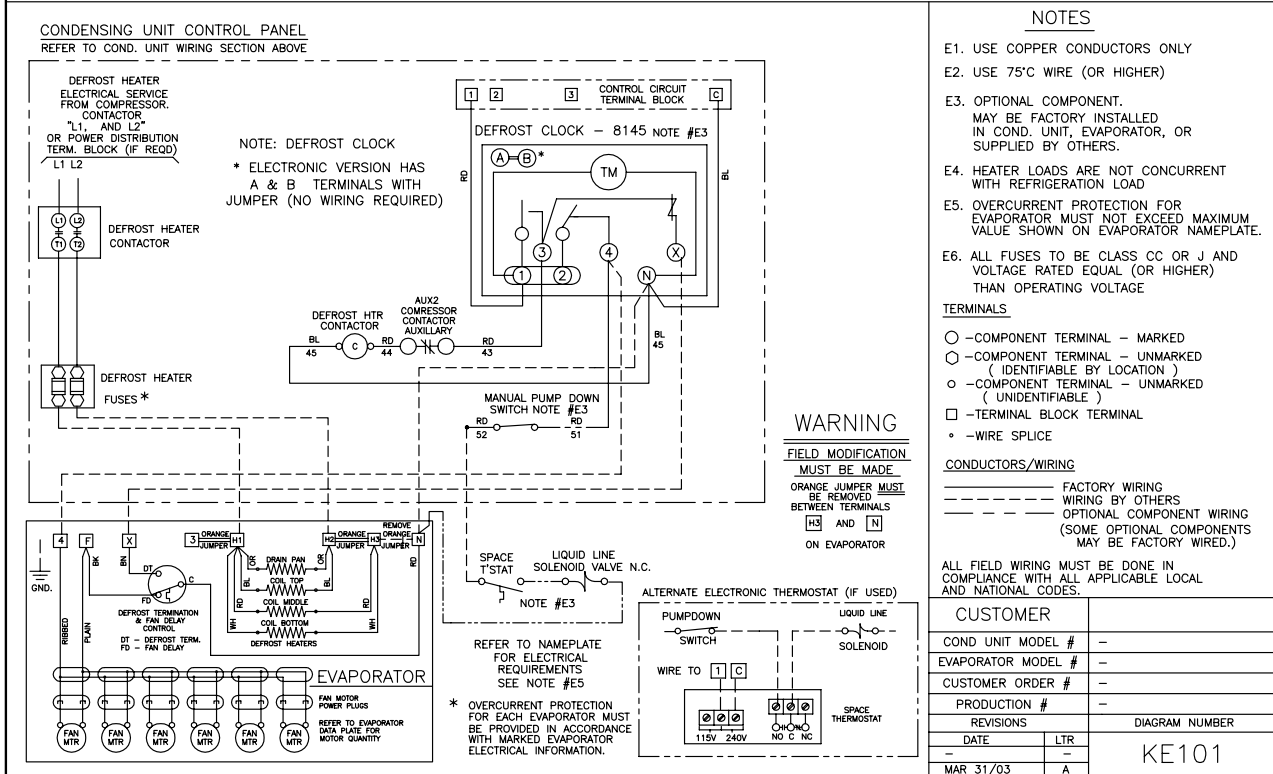 CONDENSING UNIT CONTROL PANEL
REFER TO COND. UNIT WIRING SECTION ABOVE
DEFROST HEATER
ELECTRICAL SERVICE
FROM COMPRESSOR.
CONTACTOR
"L1, AND L2"
OR POWER DISTRIBUTION
TERM. BLOCK (IF REQD)
L1 L2
L1 L2
T1 T2
DEFROST HEATER
CONTACTOR
DEFROST HEATER
FUSES *
NOTE: DEFROST CLOCK
* ELECTRONIC VERSION HAS
A & B TERMINALS WITH
JUMPER (NO WIRING REQUIRED)
1 2 3 CONTROL CIRCUIT
TERMINAL BLOCK
C
DEFROST CLOCK - 8145 NOTE #E3
RD
BL
A B *
TM
3 4 X
1 2 N
AUX2
COMRESSOR
CONTACTOR
AUXILLARY
DEFROST HTR
CONTACTOR
BL
45
C
RD
44
RD
43
BL
45
MANUAL PUMP DOWN
SWITCH NOTE #E3
RD
52
RD
51
WARNING
FIELD MODIFICATION
MUST BE MADE
ORANGE JUMPER MUST
BE REMOVED
BETWEEN TERMINALS
H3 AND N
ON EVAPORATOR
4 F X 3 ORANGE JUMPER H1 H2 ORANGE JUMPER H3 REMOVE ORANGE JUMPER N
GND.
BK
BN
DT
C
FD
DEFROST TERMINATION
& FAN DELAY
CONTROL
DT - DEFROST TERM.
FD - FAN DELAY
RIBBED
PLAIN
OR DRAIN PAN OR
BL COIL TOP BL
RD COIL MIDDLE RD
WH COIL BOTTOM WH
DEFROST HEATERS
RD
EVAPORATOR
FAN MOTOR
POWER PLUGS
REFER TO EVAPORATOR
DATA PLATE FOR
MOTOR QUANTITY
FAN MTR FAN MTR FAN MTR FAN MTR FAN MTR FAN MTR
SPACE
T'STAT
LIQUID LINE
SOLENOID VALVE N.C.
NOTE #E3
REFER TO NAMEPLATE
FOR ELECTRICAL
REQUIREMENTS
SEE NOTE #E5
* OVERCURRENT PROTECTION
FOR EACH EVAPORATOR MUST
BE PROVIDED IN ACCORDANCE
WITH MARKED EVAPORATOR
ELECTRICAL INFORMATION.
ALTERNATE ELECTRONIC THERMOSTAT (IF USED)
PUMPDOWN
SWITCH
LIQUID LINE
SOLENOID
WIRE TO 1 C
115V 240V
NO C NC
SPACE
THERMOSTAT
NOTES
E1. USE COPPER CONDUCTORS ONLY
E2. USE 75°C WIRE (OR HIGHER)
E3. OPTIONAL COMPONENT.
MAY BE FACTORY INSTALLED
IN COND. UNIT, EVAPORATOR, OR
SUPPLIED BY OTHERS.
E4. HEATER LOADS ARE NOT CONCURRENT
WITH REFRIGERATION LOAD
E5. OVERCURRENT PROTECTION FOR
EVAPORATOR MUST NOT EXCEED MAXIMUM
VALUE SHOWN ON EVAPORATOR NAMEPLATE.
E6. ALL FUSES TO BE CLASS CC OR J AND
VOLTAGE RATED EQUAL (OR HIGHER)
THAN OPERATING VOLTAGE
TERMINALS
-COMPONENT TERMINAL - MARKED
-COMPONENT TERMINAL - UNMARKED
( IDENTIFIABLE BY LOCATION )
-COMPONENT TERMINAL - UNMARKED
( UNIDENTIFIABLE )
-TERMINAL BLOCK TERMINAL
-WIRE SPLICE
CONDUCTORS/WIRING
FACTORY WIRING
WIRING BY OTHERS
OPTIONAL COMPONENT WIRING
(SOME OPTIONAL COMPONENTS
MAY BE FACTORY WIRED.)
ALL FIELD WIRING MUST BE DONE IN
COMPLIANCE WITH ALL APPLICABLE LOCAL
AND NATIONAL CODES.
CUSTOMER
COND UNIT MODEL # -
EVAPORATOR MODEL # -
CUSTOMER ORDER # -
PRODUCTION # -
REVISIONS DIAGRAM NUMBER
DATE LTR
- -
MAR 31/03 A
KE101